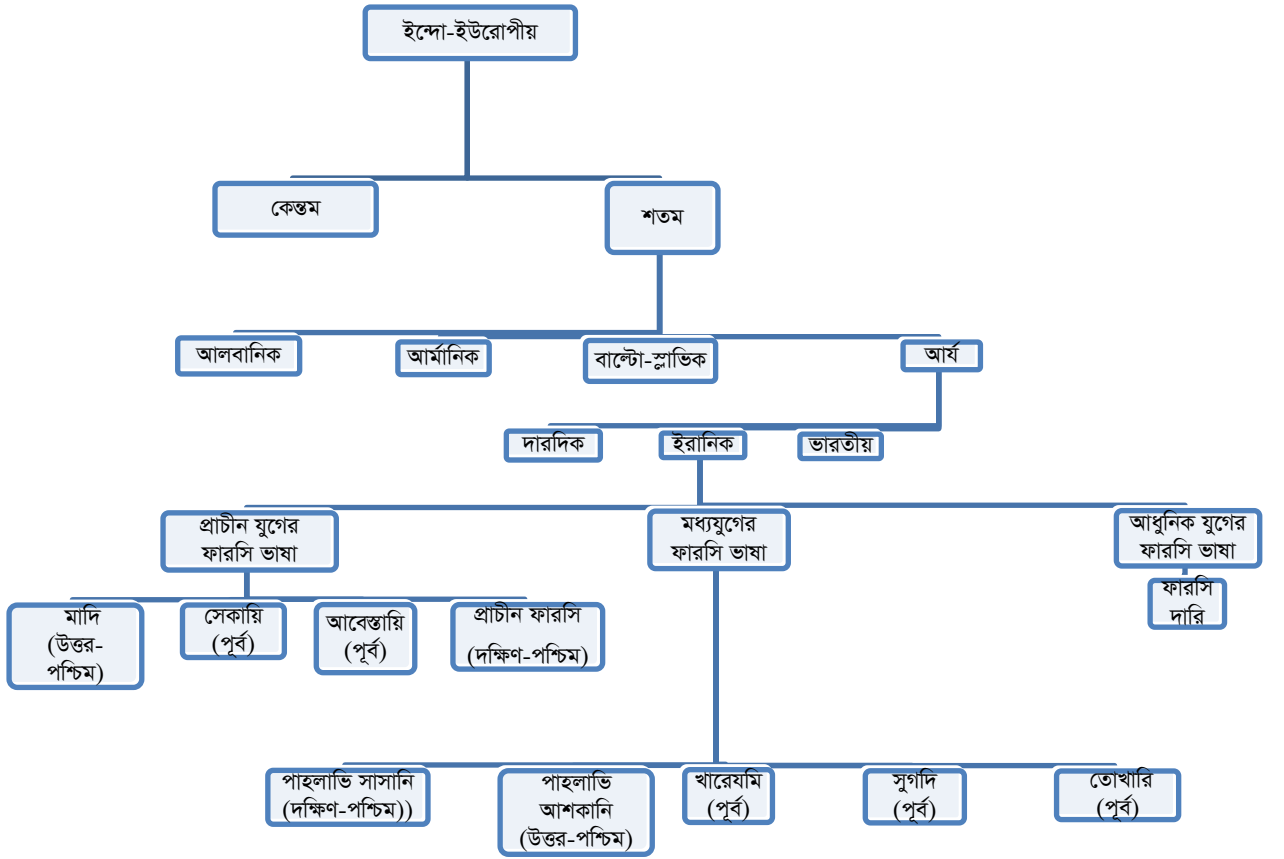 ইন্দো-ইউরোপীয়
কেন্তম
শতম
আলবানিক
আর্মানিক
বাল্টো-স্লাভিক
আর্য
দারদিক
ইরানিক
ভারতীয়
প্রাচীন যুগের
ফারসি ভাষা
মধ্যযুগের
ফারসি ভাষা
আধুনিক যুগের
ফারসি ভাষা
মাদি
(উত্তর-
পশ্চিম)
সেকায়ি
(পূর্ব)
আবেস্তায়ি
(পূর্ব)
প্রাচীন ফারসি
(দক্ষিণ-পশ্চিম)
ফারসি
দারি
পাহলাভি সাসানি
(দক্ষিণ-পশ্চিম))
পাহলাভি
আশকানি
(উত্তর-পশ্চিম)
খারেযমি
(পূর্ব)
সুগদি
(পূর্ব)
তোখারি
(পূর্ব)